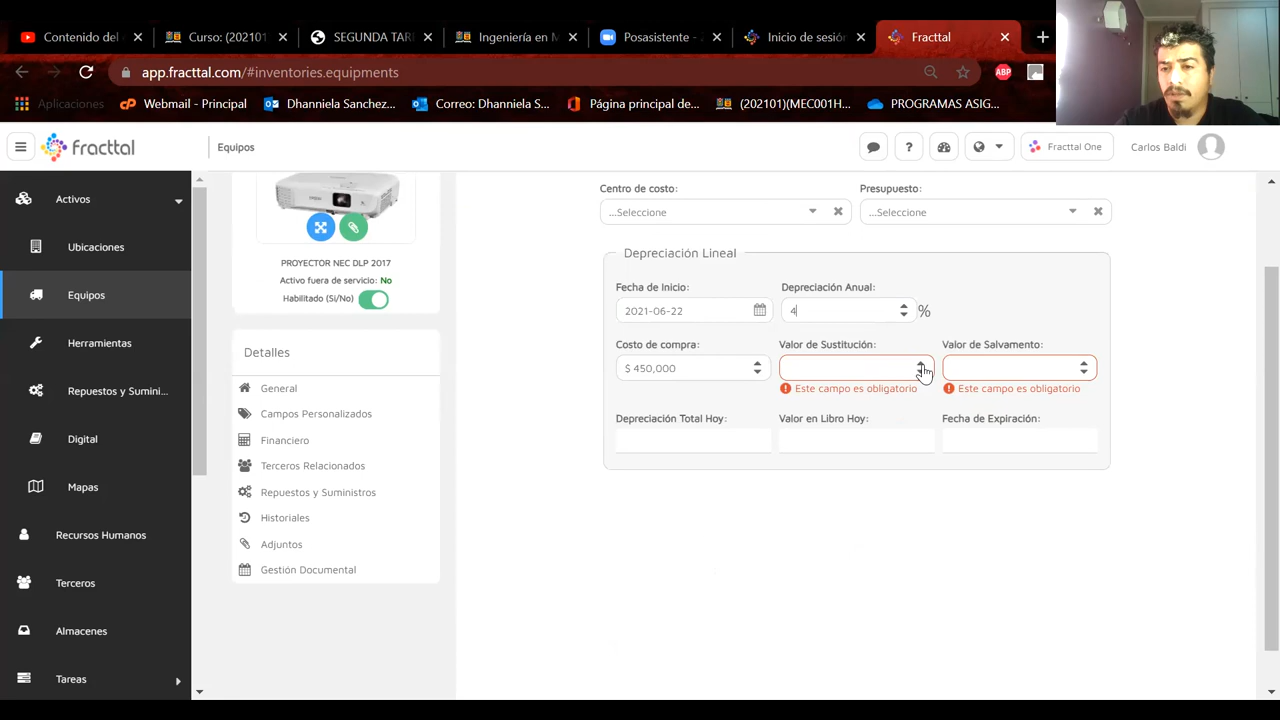 Contenido del
Curso: (202101
SEGUNDA TAR
Ingeniería en M
Posasistente -
Inicio de sesió
Fracttal
app.fracttal.com/#inventories.equipments
ABP
Aplicaciones
Webmail - Principal
Dhanniela Sanchez...
Correo: Dhanniela S...
Página principal de...
(202101)(MEC001H...
PROGRAMAS ASIG...
fracttal
Equipos
Fracttal One
Carlos Baldi
Activos
Ubicaciones
Equipos
Herramientas
Repuestos y Sumini...
Digital
Mapas
Recursos Humanos
Terceros
Almacenes
Tareas
PROYECTOR NEC DLP 2017
Activo fuera de servicio: No
Habilitado (Si/No)
Detalles
General
Campos Personalizados
Financiero
Terceros Relacionados
Repuestos y Suministros
Historiales
Adjuntos
Gestión Documental
Centro de costo: Presupuesto:
...Seleccione ...Seleccione
Depreciación Lineal
Fecha de Inicio: Depreciación Anual:
2021-06-22 4 %
Costo de compra: Valor de Sustitución: Valor de Salvamento:
$ 450,000
Este campo es obligatorio Este campo es obligatorio
Depreciación Total Hoy: Valor en Libro Hoy: Fecha de Expiración: